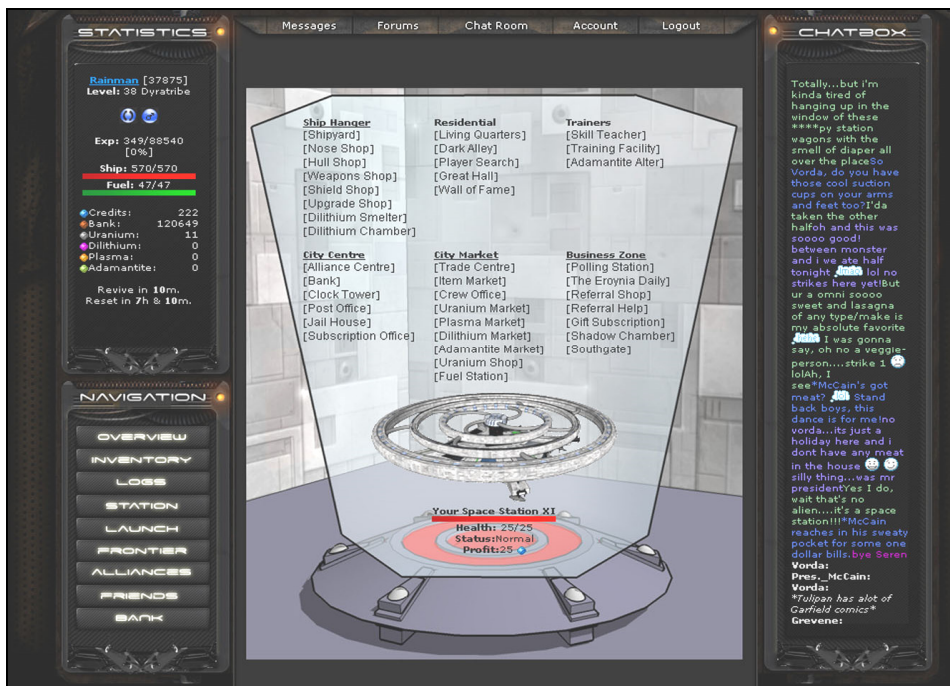 STATISTICS
Rainman [37875]
Level: 38 Dyratribe
Exp: 349/88540
[0%]
Ship: 570/570
Fuel: 47/47
Credits: 222
Bank: 120649
Uranium: 11
Dilithium: 0
Plasma: 0
Adamantite: 0
Revive in 10m.
Reset in 7h & 10m.
NAVIGATION
OVERVIEW
INVENTORY
LOGS
STATION
LAUNCH
FRONTIER
ALLIANCES
FRIENDS
BANK
Messages Forums Chat Room Account Logout
Ship Hanger
[Shipyard]
[Nose Shop]
[Hull Shop]
[Weapons Shop]
[Shield Shop]
[Upgrade Shop]
[Dilithium Smelter]
[Dilithium Chamber]
Residential
[Living Quarters]
[Dark Alley]
[Player Search]
[Great Hall]
[Wall of Fame]
Trainers
[Skill Teacher]
[Training Facility]
[Adamantite Alter]
City Centre
[Alliance Centre]
[Bank]
[Clock Tower]
[Post Office]
[Jail House]
[Subscription Office]
City Market
[Trade Centre]
[Item Market]
[Crew Office]
[Uranium Market]
[Plasma Market]
[Dilithium Market]
[Adamantite Market]
[Uranium Shop]
[Fuel Station]
Business Zone
[Polling Station]
[The Eroynia Daily]
[Referral Shop]
[Referral Help]
[Gift Subscription]
[Shadow Chamber]
[Southgate]
Your Space Station XI
Health: 25/25
Status:Normal
Profit:25
CHATBOX
Totally...but i'm
kinda tired of
hanging up in the
window of these
****py station
wagons with the
smell of diaper all
over the placeSo
Vorda, do you have
those cool suction
cups on your arms
and feet too?I'da
taken the other
halfoh and this was
soooo good!
between monster
and i we ate half
tonight lol no
strikes here yet!But
ur a omni soooo
sweet and lasagna
of any type/make is
my absolute favorite
I was gonna
say, oh no a veggie-
person....strike 1
lolAh, I
see*McCain's got
meat? Stand
back boys, this
dance is for me!no
vorda...its just a
holiday here and i
dont have any meat
in the house
silly thing...was mr
presidentYes I do,
wait that's no
alien....it's a space
station!!!*McCain
reaches in his sweaty
pocket for some one
dollar bills.bye Seren
Vorda:
Pres._McCain:
Vorda:
*Tulipan has alot of
Garfield comics*
Grevene: